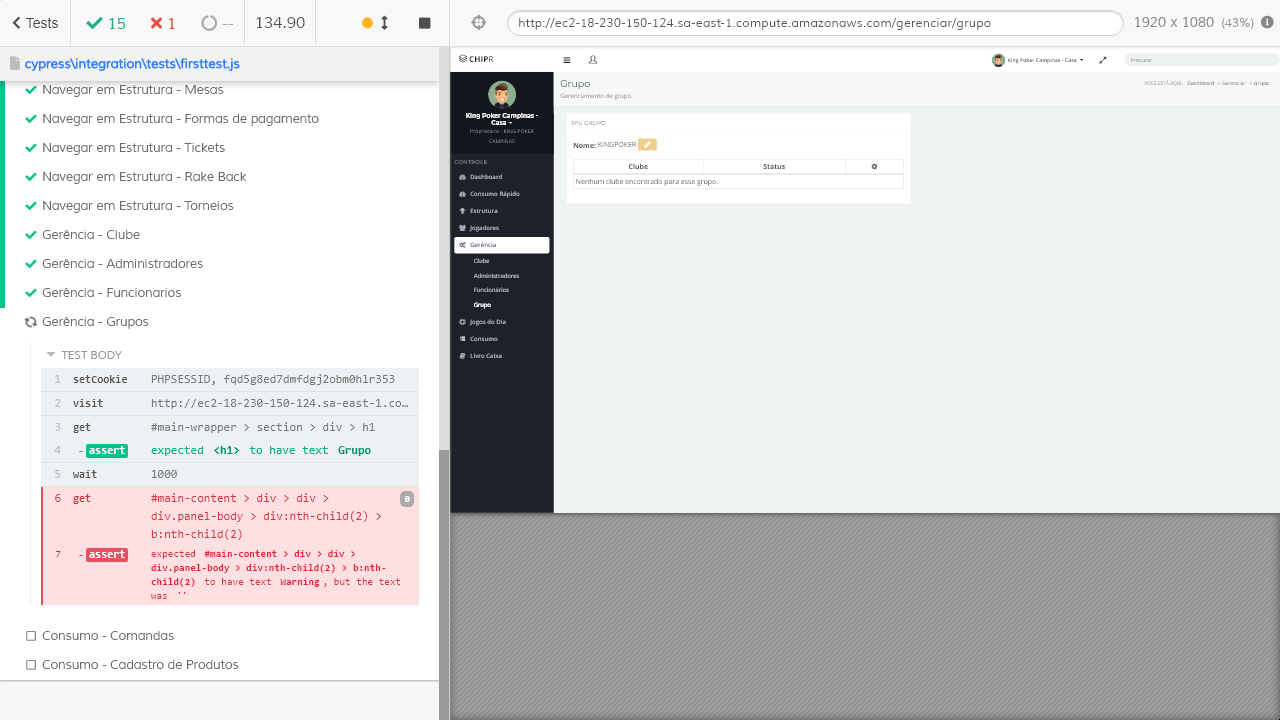 Tests
15
1
--
134.90
http://ec2-18-230-150-124.sa-east-1.compute.amazonaws.com/gerenciar/grupo
1920 x 1080 (43%)
cypress\integration\tests\firsttest.js
Navegar em Estrutura - Mesas
Navegar em Estrutura - Formas de pagamento
Navegar em Estrutura - Tickets
Navegar em Estrutura - Rake Back
Navegar em Estrutura - Torneios
Gerência - Clube
Gerencia - Administradores
Gerência - Funcionarios
Gerência - Grupos
TEST BODY
1 setCookie PHPSESSID, fqd5g8ed7dmfdgj2obm0hlr353
2 visit http://ec2-18-230-150-124.sa-east-1.co…
3 get #main-wrapper > section > div > h1
4 - assert expected <h1> to have text Grupo
5 wait 1000
6 get #main-content > div > div > 0
div.panel-body > div:nth-child(2) >
b:nth-child(2)
7 - assert expected #main-content > div > div >
div.panel-body > div:nth-child(2) > b:nth-
child(2) to have text Warning, but the text
was ''
Consumo - Comandas
Consumo - Cadastro de Produtos
CHIPR
King Poker Campinas - Casa
Procurar
King Poker Campinas -
Casa
Proprietário - KING POKER
CAMPINAS
CONTROLE
Dashboard
Consumo Rápido
Estrutura
Jogadores
Gerência
Clube
Administradores
Funcionários
Grupo
Jogos do Dia
Consumo
Livro Caixa
Grupo
Gerenciamento de grupo.
VOCÊ ESTÁ AQUI: Dashboard > Gerenciar > Grupo
SEU GRUPO
Nome: KINGPOKER
Clube Status
Nenhum clube encontrado para esse grupo.